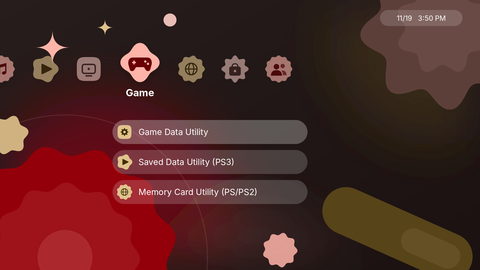 11/19 3:50 PM
Game
Game Data Utility
Saved Data Utility (PS3)
Memory Card Utility (PS/PS2)